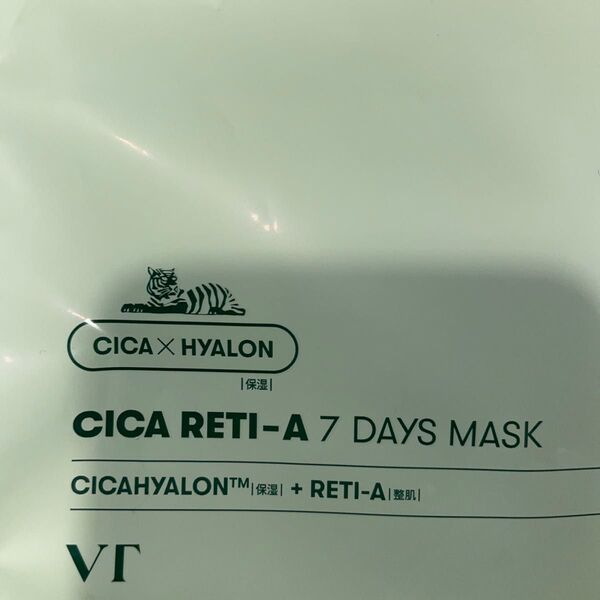 CICA × HYALON
|保湿|
CICA RETI-A 7 DAYS MASK
CICAHYALON™|保湿| + RETI-A|整肌|
VT